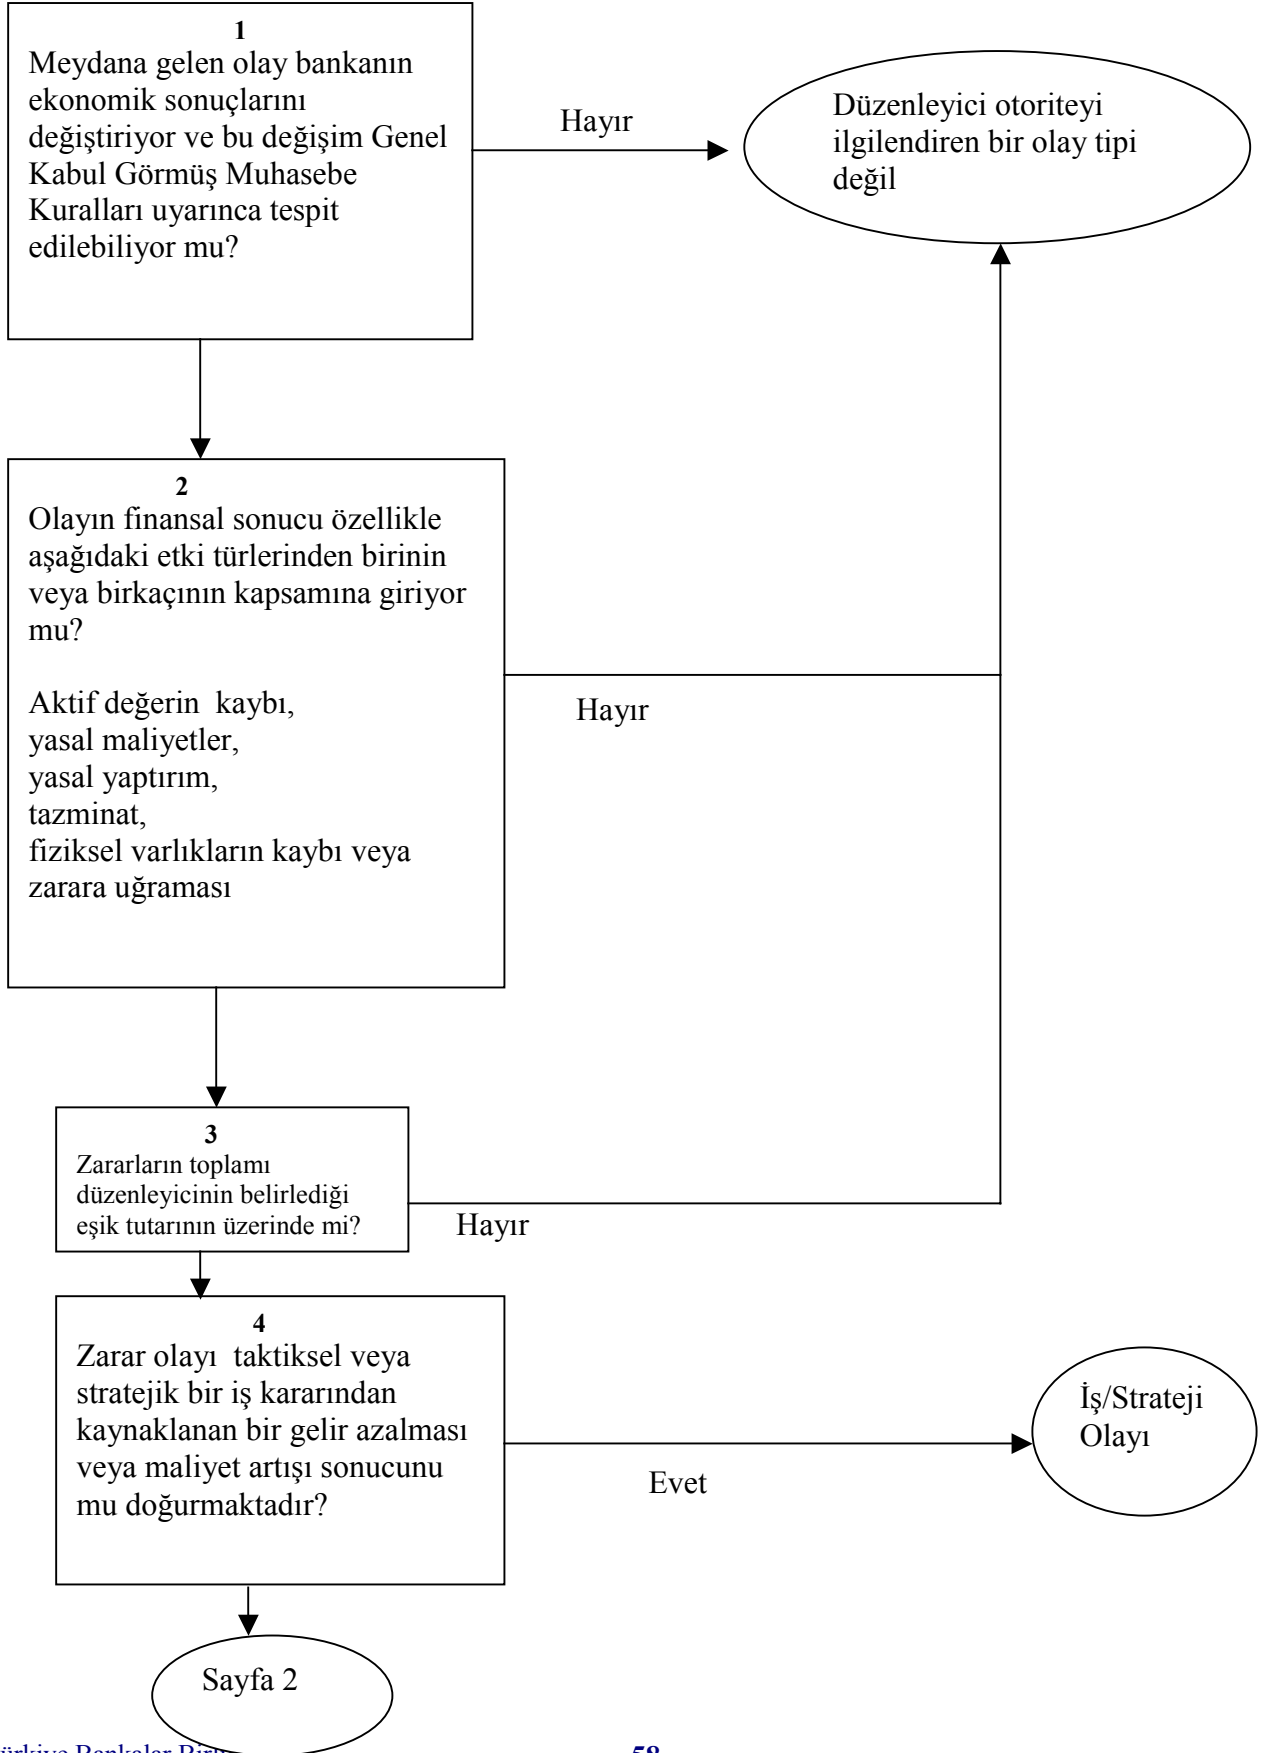 1
Meydana gelen olay bankanın
ekonomik sonuçlarını
değiştiriyor ve bu değişim Genel
Kabul Görmüş Muhasebe
Kuralları uyarınca tespit
edilebiliyor mu?
Hayır
Düzenleyici otoriteyi
ilgilendiren bir olay tipi
değil
2
Olayın finansal sonucu özellikle
aşağıdaki etki türlerinden birinin
veya birkaçının kapsamına giriyor
mu?
Aktif değerin kaybı,
yasal maliyetler,
yasal yaptırım,
tazminat,
fiziksel varlıkların kaybı veya
zarara uğraması
Hayır
3
Zararların toplamı
düzenleyicinin belirlediği
eşik tutarının üzerinde mi?
Hayır
4
Zarar olayı taktiksel veya
stratejik bir iş kararından
kaynaklanan bir gelir azalması
veya maliyet artışı sonucunu
mu doğurmaktadır?
Evet
İş/Strateji
Olayı
Sayfa 2
Bankalar
58